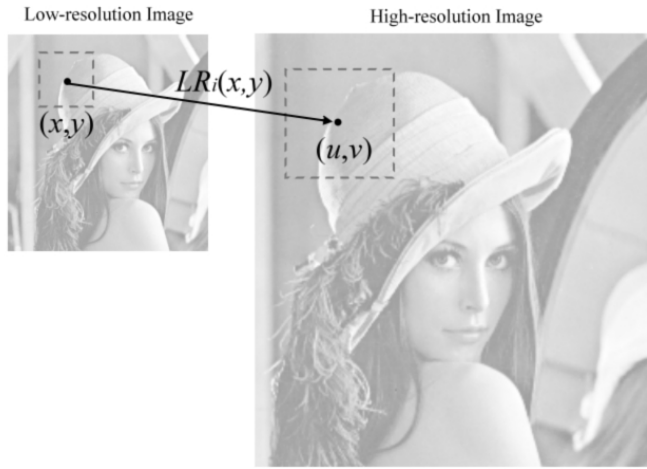 Low-resolution Image
High-resolution Image
LRi(x,y)
(x,y)
(u,v)